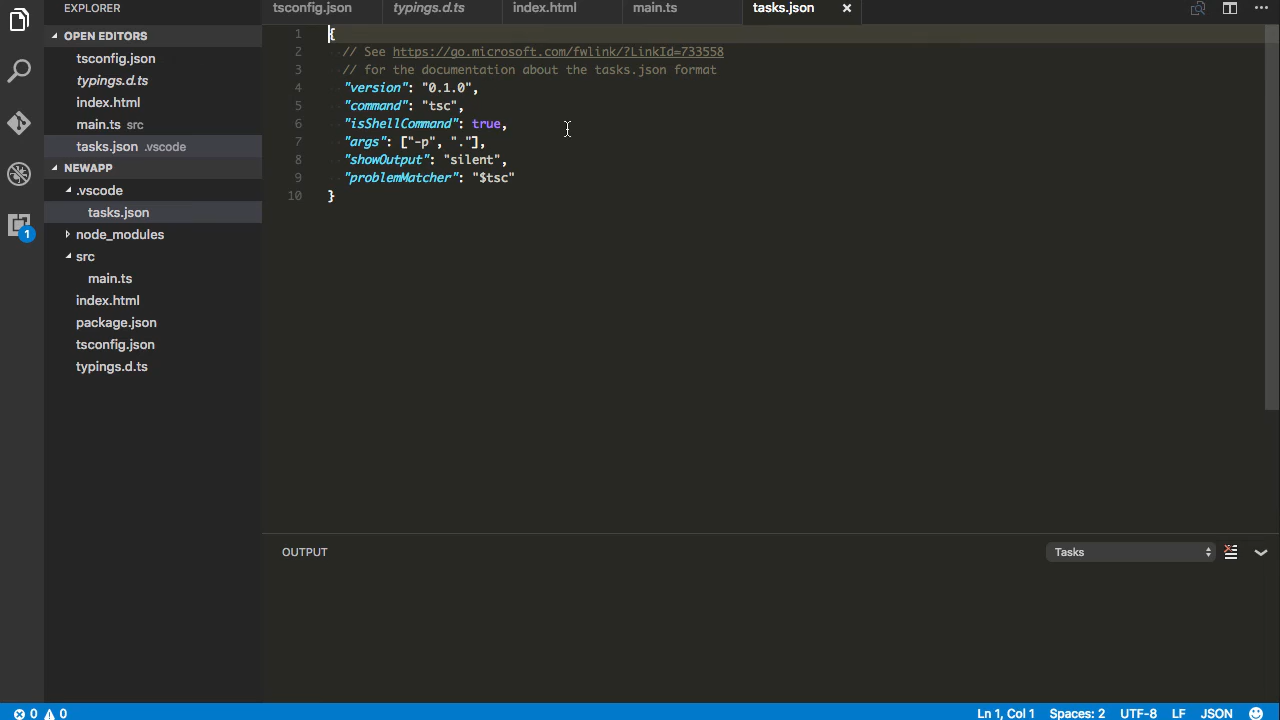 EXPLORER
OPEN EDITORS
tsconfig.json
typings.d.ts
index.html
main.ts src
tasks.json .vscode
NEWAPP
.vscode
tasks.json
node_modules
src
main.ts
index.html
package.json
tsconfig.json
typings.d.ts
1
tsconfig.json typings.d.ts index.html main.ts tasks.json
1 {
2 // See https://go.microsoft.com/fwlink/?LinkId=733558
3 // for the documentation about the tasks.json format
4 "version": "0.1.0",
5 "command": "tsc",
6 "isShellCommand": true,
7 "args": ["-p", "."],
8 "showOutput": "silent",
9 "problemMatcher": "$tsc"
10 }
OUTPUT Tasks
0 0 Ln 1, Col 1 Spaces: 2 UTF-8 LF JSON